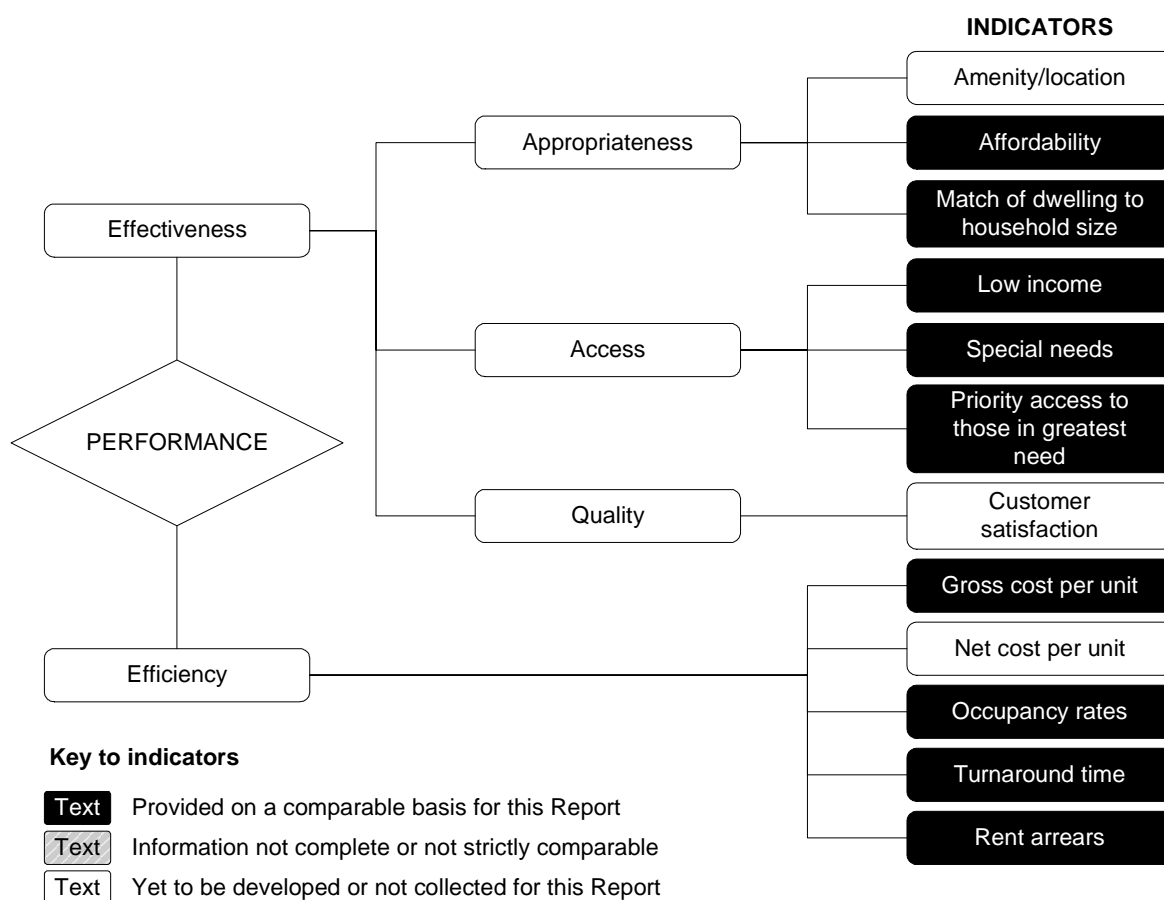 INDICATORS
Amenity/location
Appropriateness
Affordability
Match of dwelling to
household size
Effectiveness
Low income
Access
Special needs
Priority access to
those in greatest
need
PERFORMANCE
Quality
Customer
satisfaction
Gross cost per unit
Efficiency
Net cost per unit
Occupancy rates
Turnaround time
Rent arrears
Key to indicators
Text Provided on a comparable basis for this Report
Text Information not complete or not strictly comparable
Text Yet to be developed or not collected for this Report